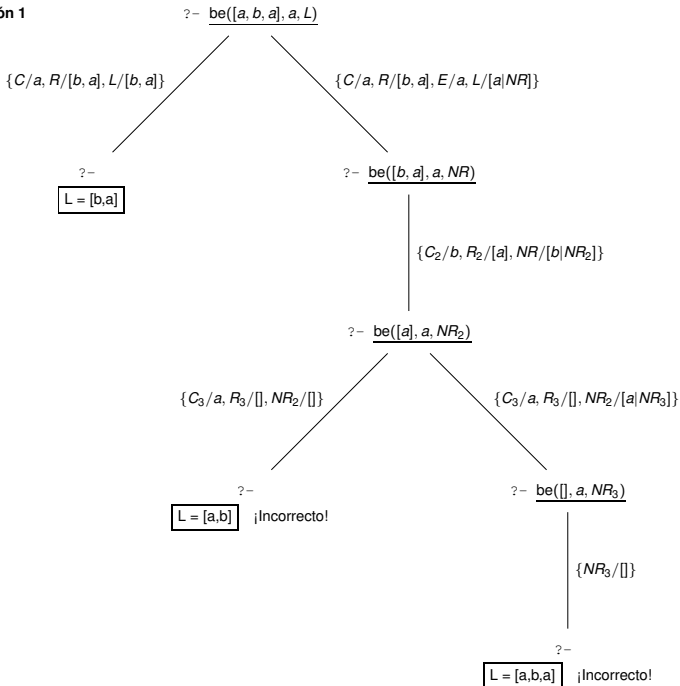 ón 1
?- be([a, b, a], a, L)
{C/a, R/[b, a], L/[b, a]}
{C/a, R/[b, a], E/a, L/[a|NR]}
?-
L = [b,a]
?- be([b, a], a, NR)
{C₂/b, R₂/[a], NR/[b|NR₂]}
?- be([a], a, NR₂)
{C₃/a, R₃/[], NR₂/[]}
{C₃/a, R₃/[], NR₂/[a|NR₃]}
?-
L = [a,b] ¡Incorrecto!
?- be([], a, NR₃)
{NR₃/[]}
?-
L = [a,b,a] ¡Incorrecto!